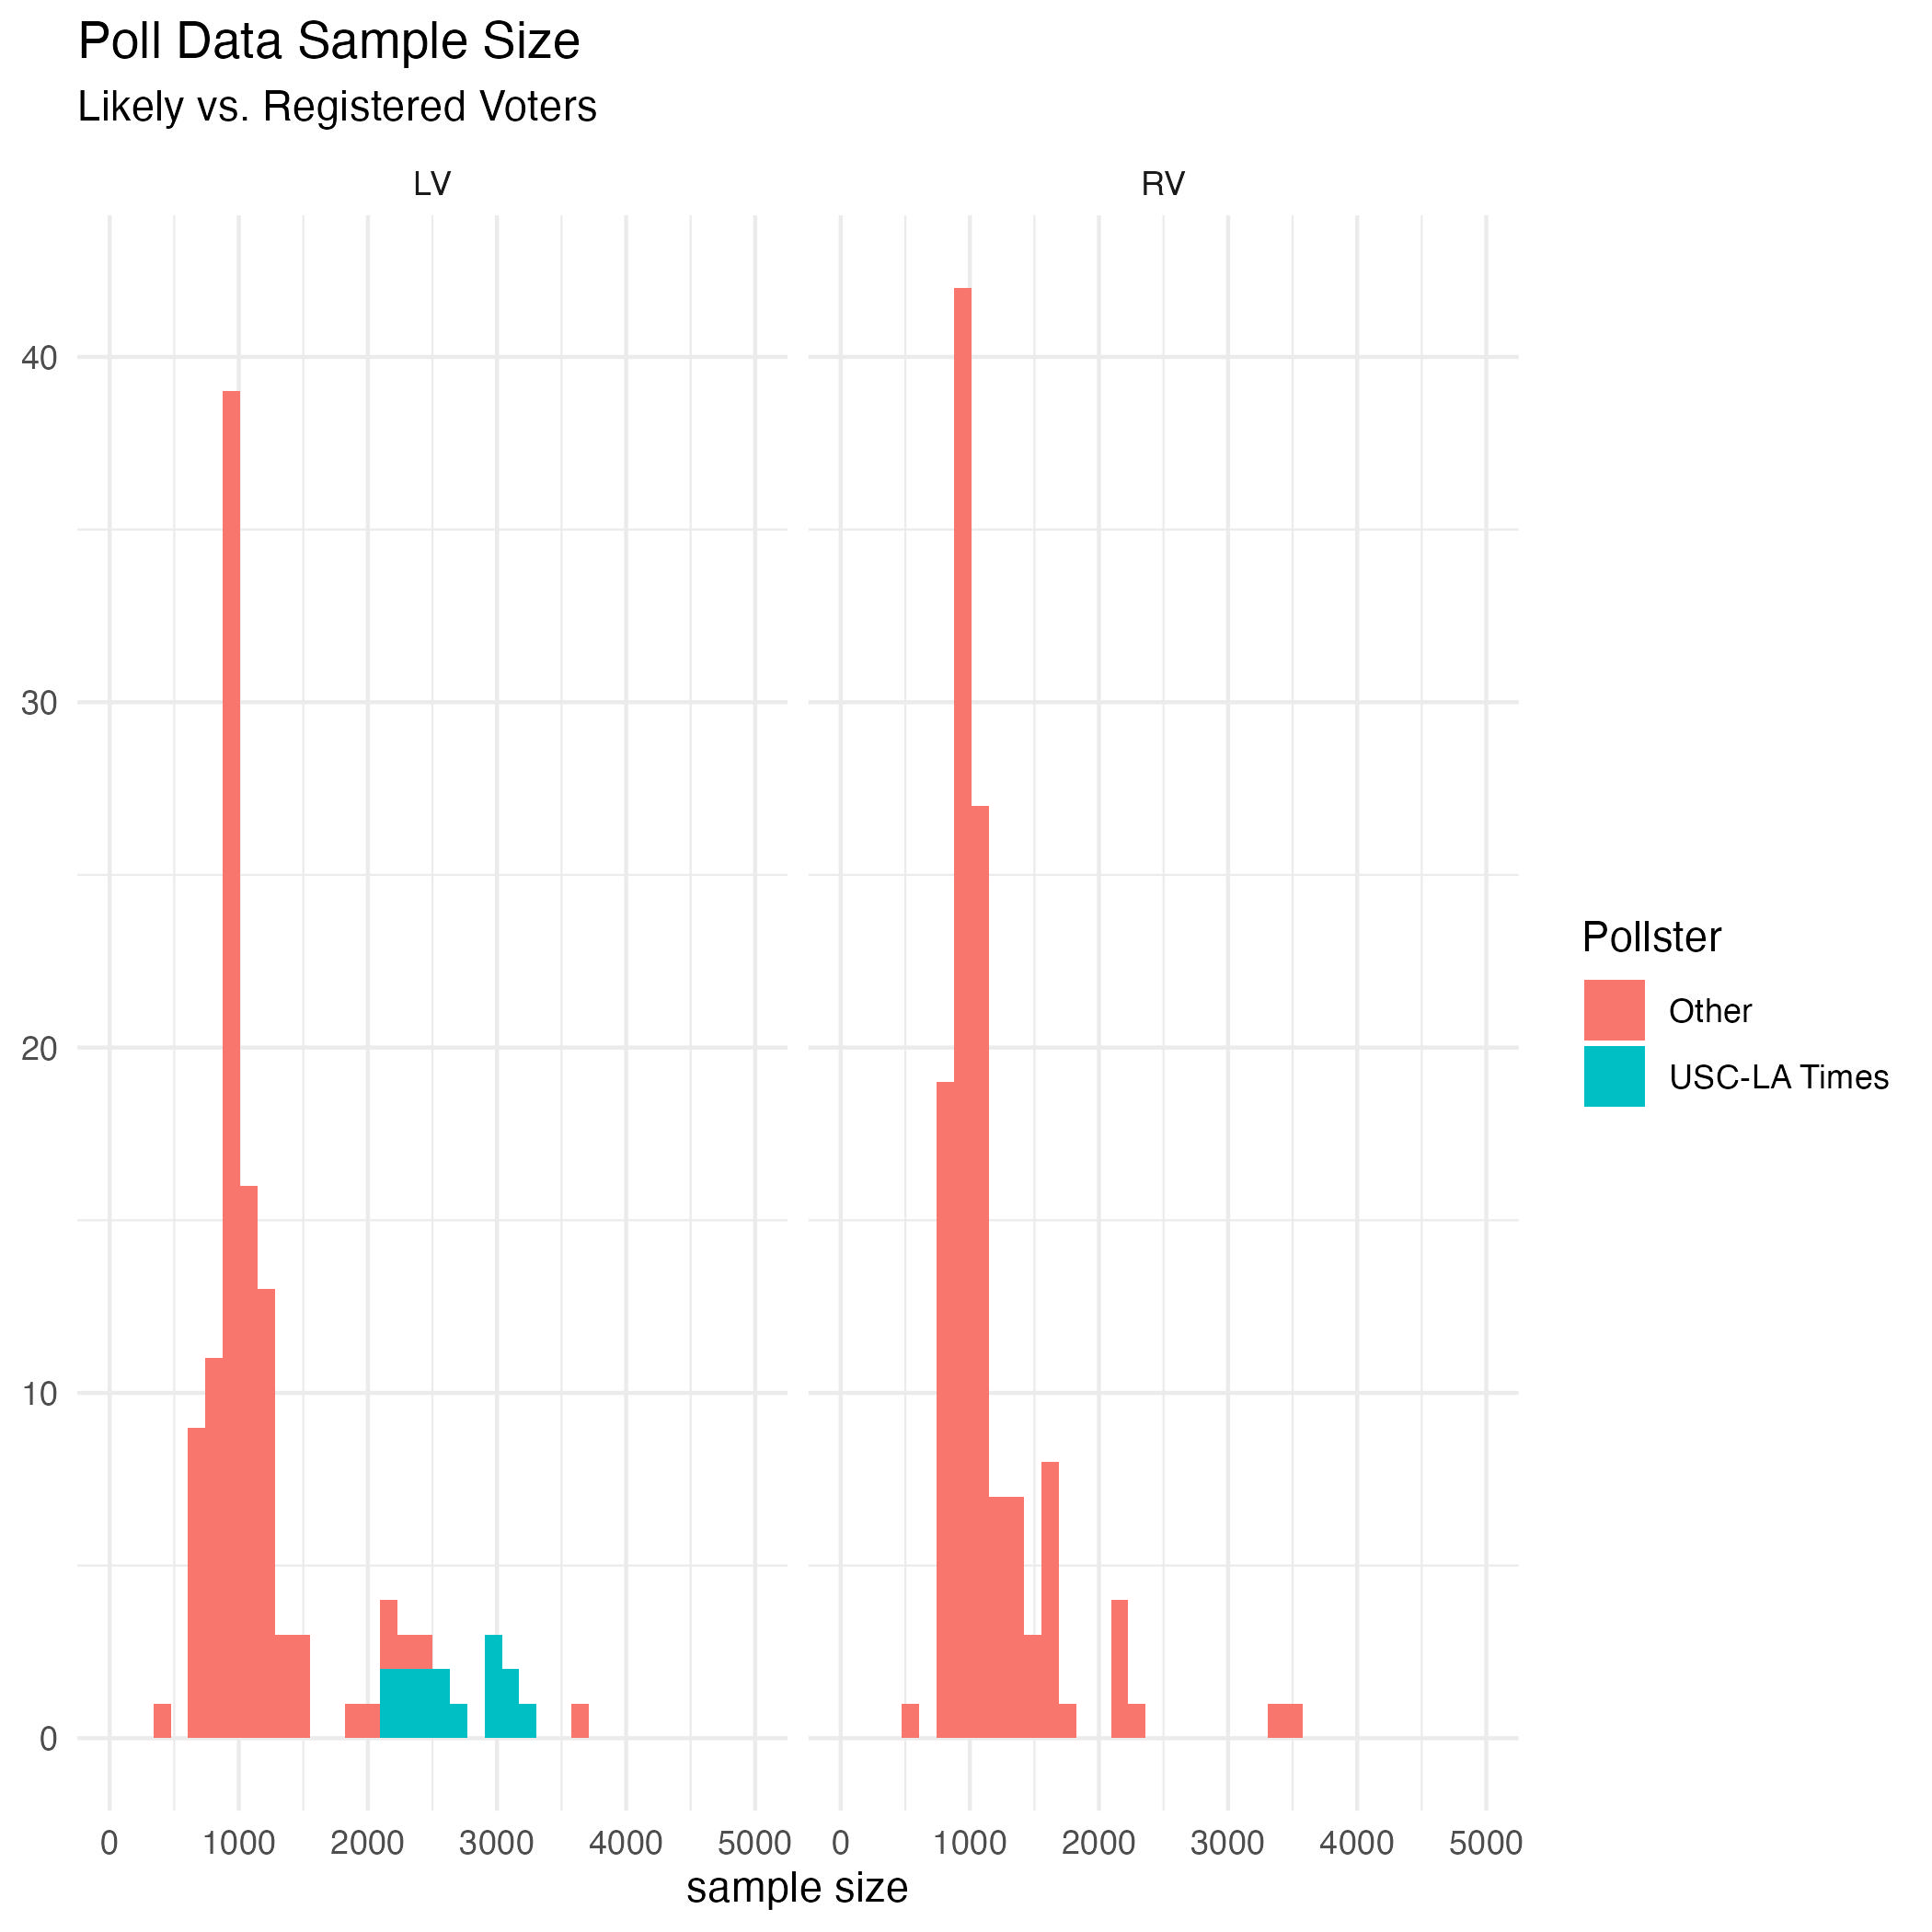 Poll Data Sample Size
Likely vs. Registered Voters
LV
RV
40
30
20
10
0
0 1000 2000 3000 4000 5000
0 1000 2000 3000 4000 5000
sample size
Pollster
Other
USC-LA Times